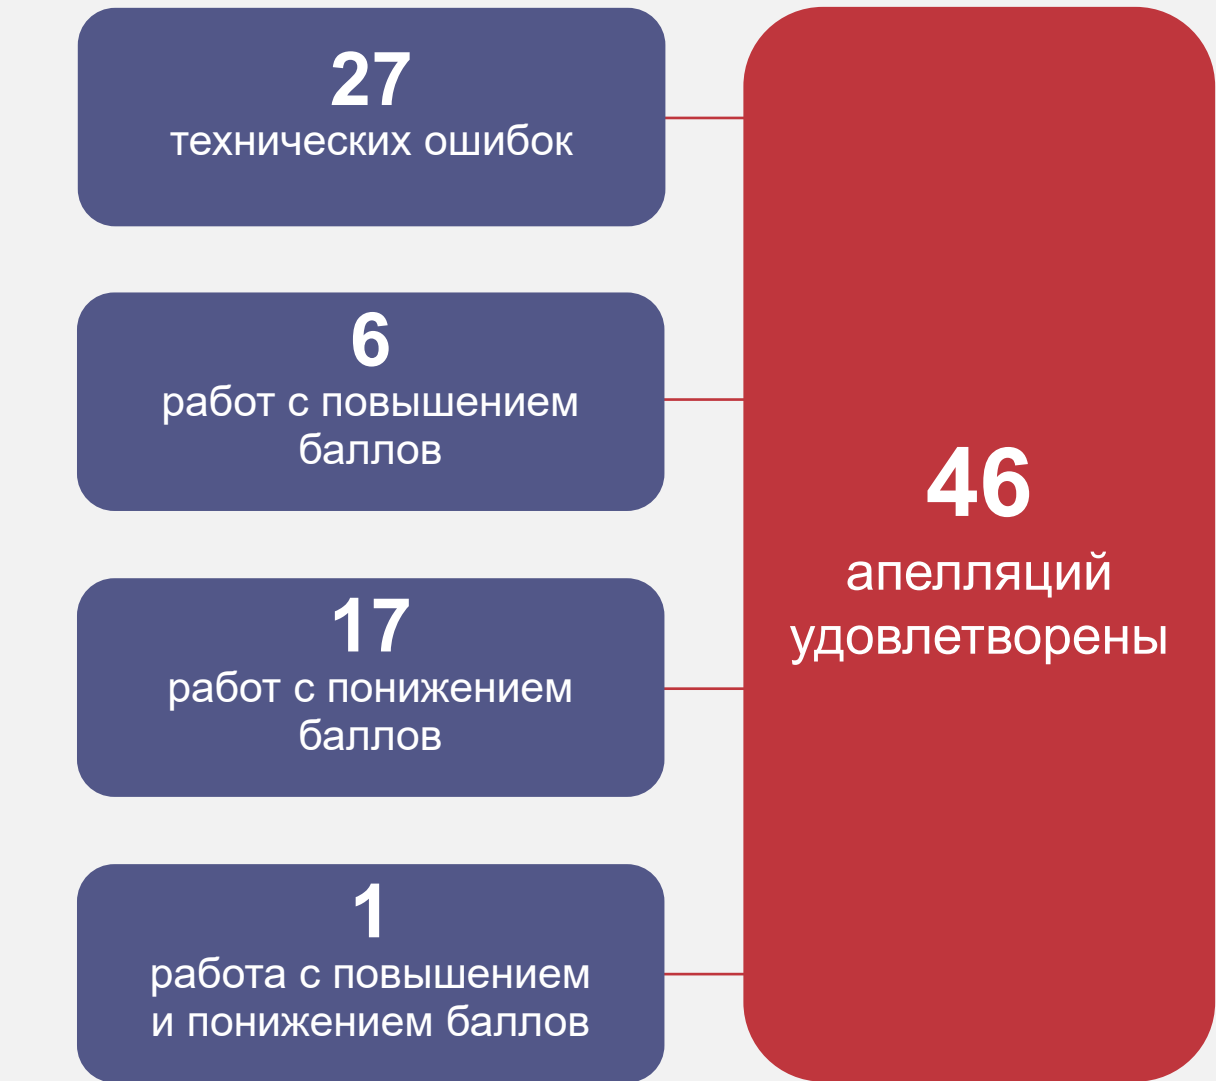 27
технических ошибок
6
работ с повышением
баллов
17
работ с понижением
баллов
1
работа с повышением
и понижением баллов
46
апелляций
удовлетворены